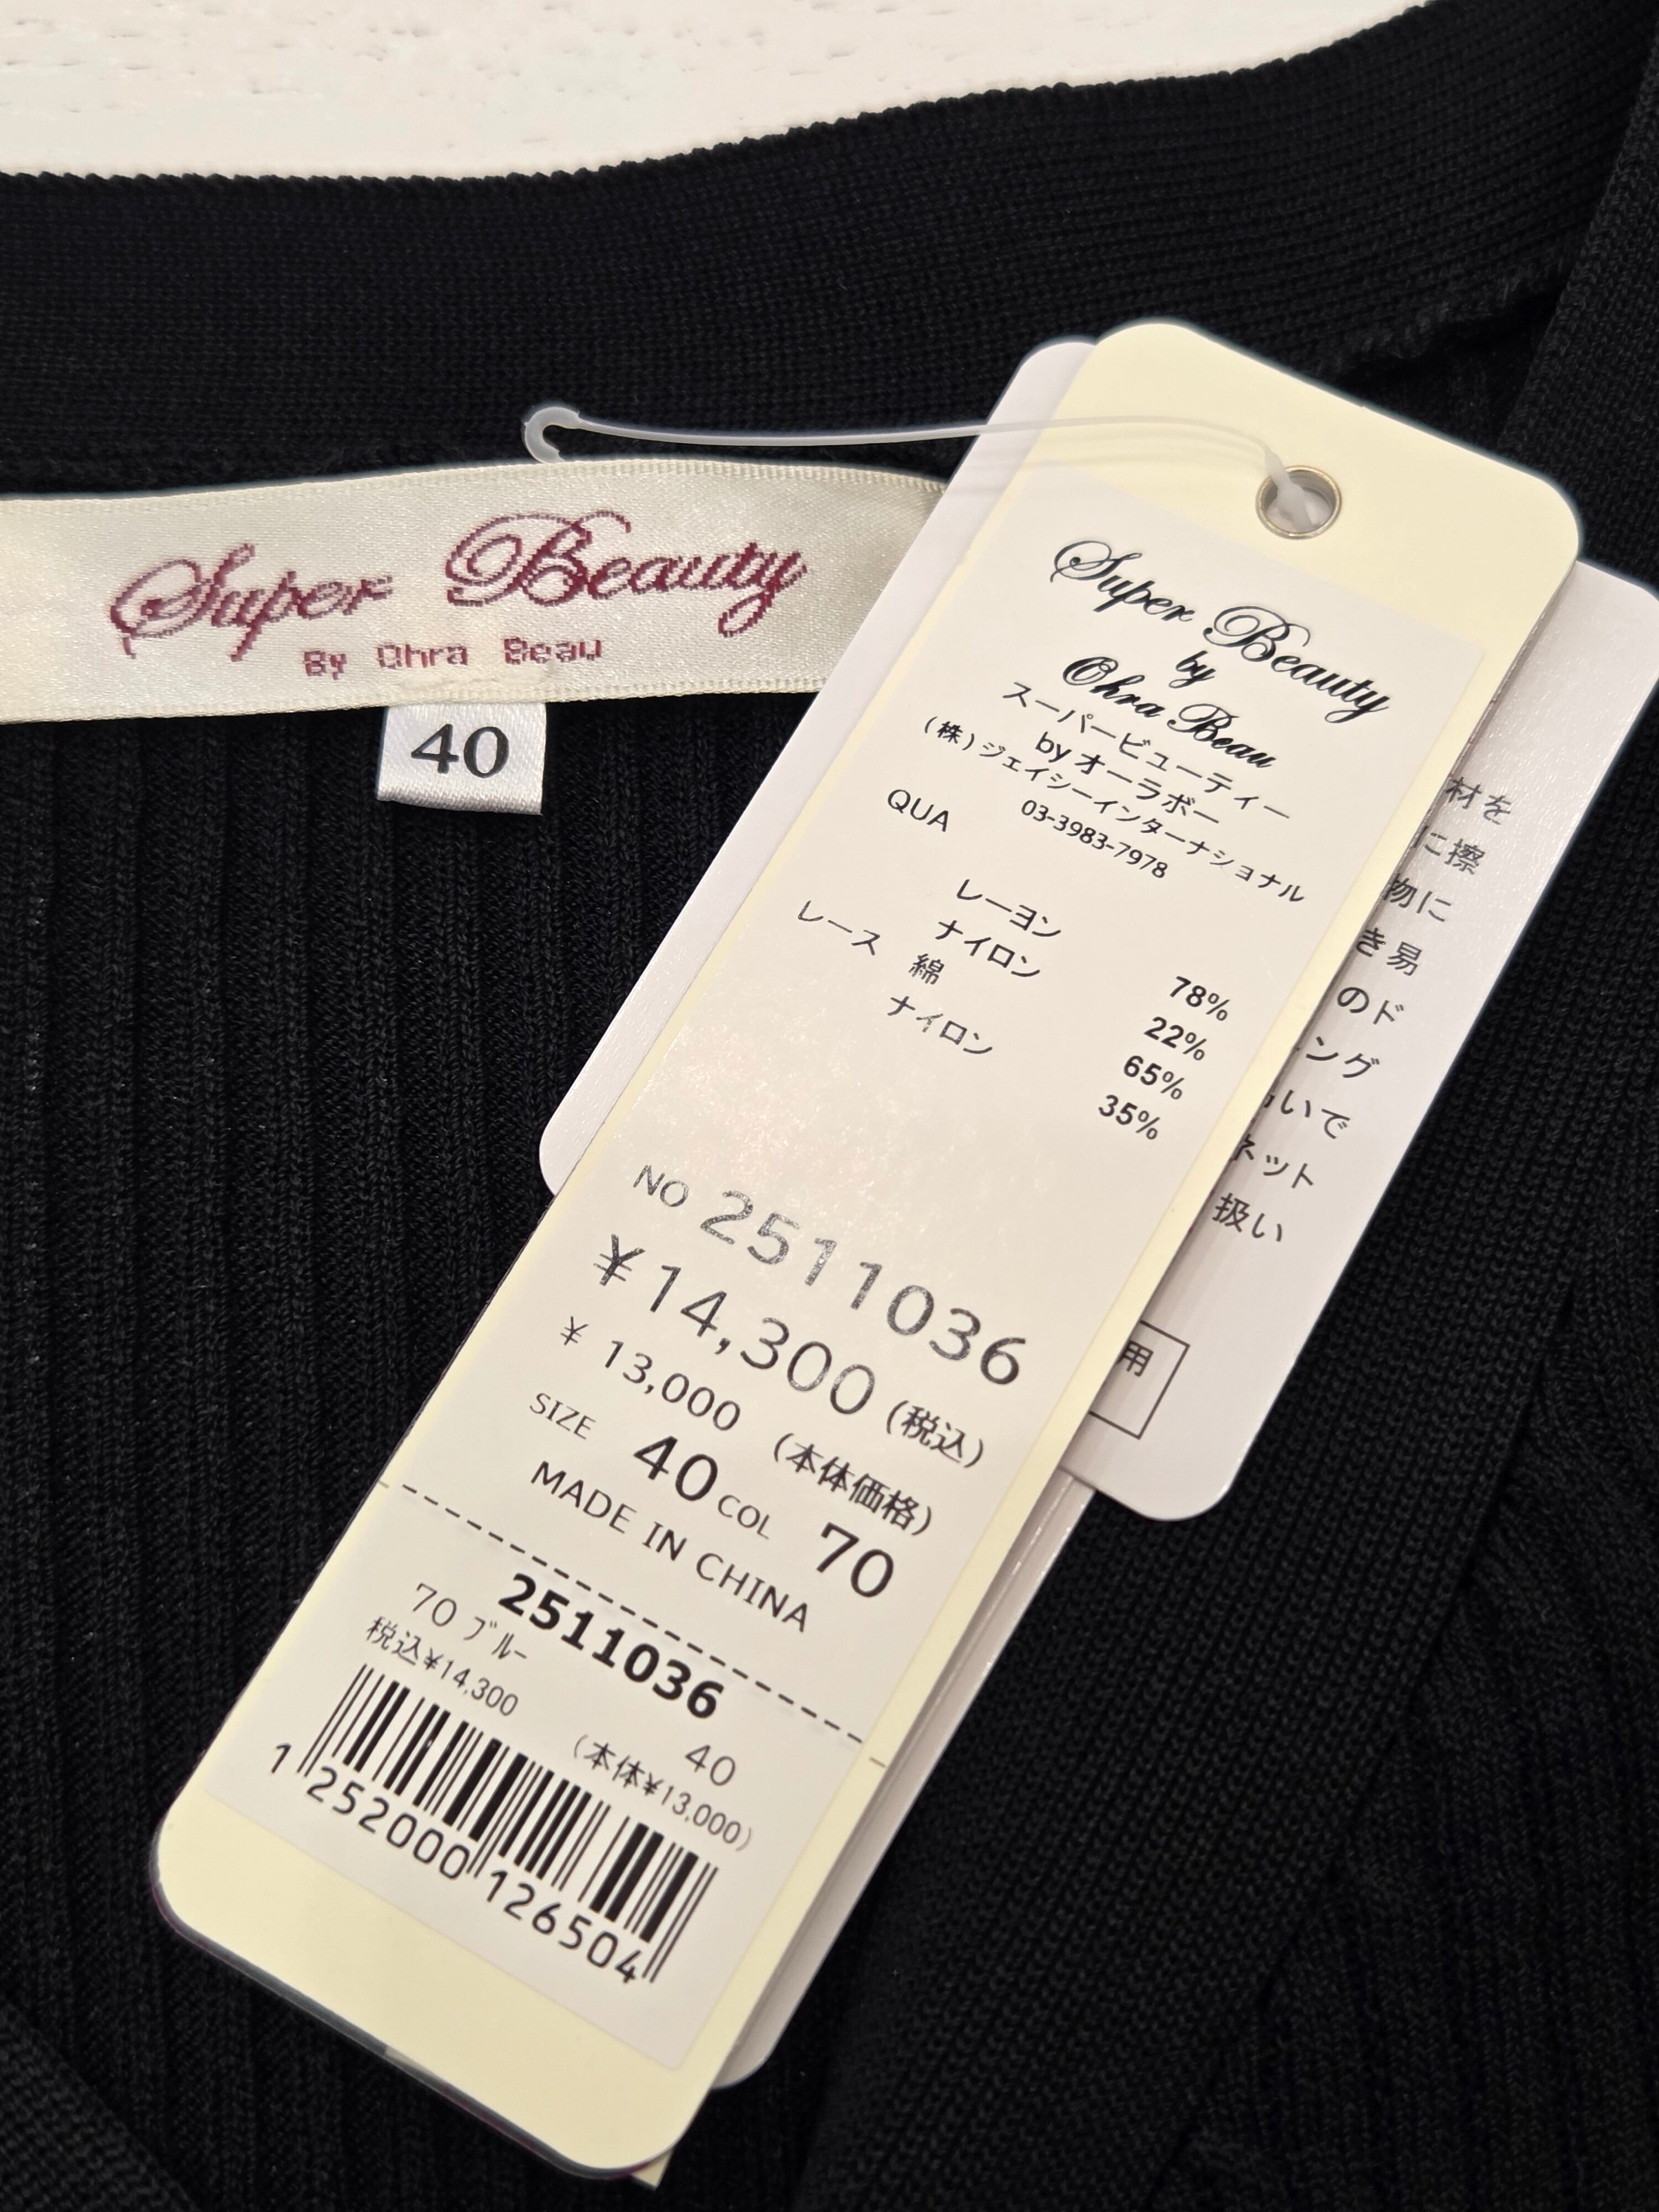 Super Beauty
By Ohra Beau
40
Super Beauty
by
Ohra Beau
スーパービューティー
by オーラボー
(株)ジェイシーインターナショナル
03-3983-7978
QUA
レーヨン 78%
ナイロン 22%
レース 綿 65%
ナイロン 35%
NO 2511036
¥14,300(税込)
¥ 13,000 (本体価格)
SIZE 40 COL 70
MADE IN CHINA
2511036
70 ブルー 40
税込¥14,300 (本体¥13,000)
1 252000 126504
材を
に擦
物に
き易
のド
ング
いで
ネット
扱い
用